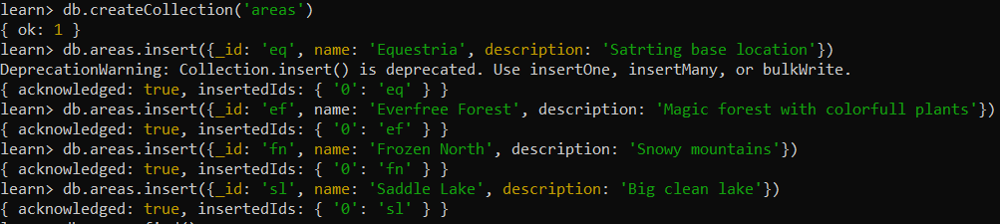 learn> db.createCollection('areas')
{ ok: 1 }
learn> db.areas.insert({_id: 'eq', name: 'Equestria', description: 'Satrting base location'})
DeprecationWarning: Collection.insert() is deprecated. Use insertOne, insertMany, or bulkWrite.
{ acknowledged: true, insertedIds: { '0': 'eq' } }
learn> db.areas.insert({_id: 'ef', name: 'Everfree Forest', description: 'Magic forest with colorfull plants'})
{ acknowledged: true, insertedIds: { '0': 'ef' } }
learn> db.areas.insert({_id: 'fn', name: 'Frozen North', description: 'Snowy mountains'})
{ acknowledged: true, insertedIds: { '0': 'fn' } }
learn> db.areas.insert({_id: 'sl', name: 'Saddle Lake', description: 'Big clean lake'})
{ acknowledged: true, insertedIds: { '0': 'sl' } }